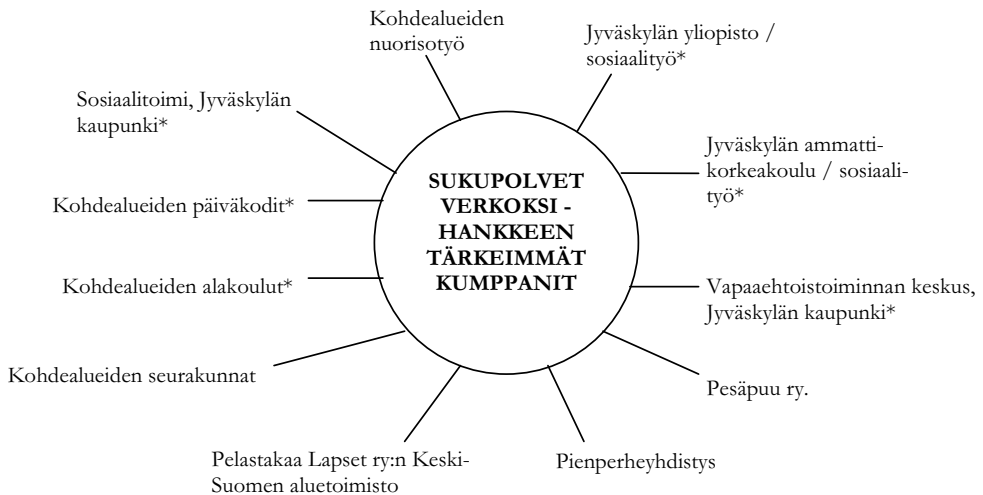 Kohdealueiden
nuorisotyö
Jyväskylän yliopisto /
sosiaalityö*
Sosiaalitoimi, Jyväskylän
kaupunki*
Jyväskylän ammatti-
korkeakoulu / sosiaali-
työ*
SUKUPOLVET
VERKOKSI -
HANKKEEN
TÄRKEIMMÄT
KUMPPANIT
Kohdealueiden päiväkodit*
Kohdealueiden alakoulut*
Vapaaehtoistoiminnan keskus,
Jyväskylän kaupunki*
Kohdealueiden seurakunnat
Pesäpuu ry.
Pelastakaa Lapset ry:n Keski-
Suomen aluetoimisto
Pienperheyhdistys